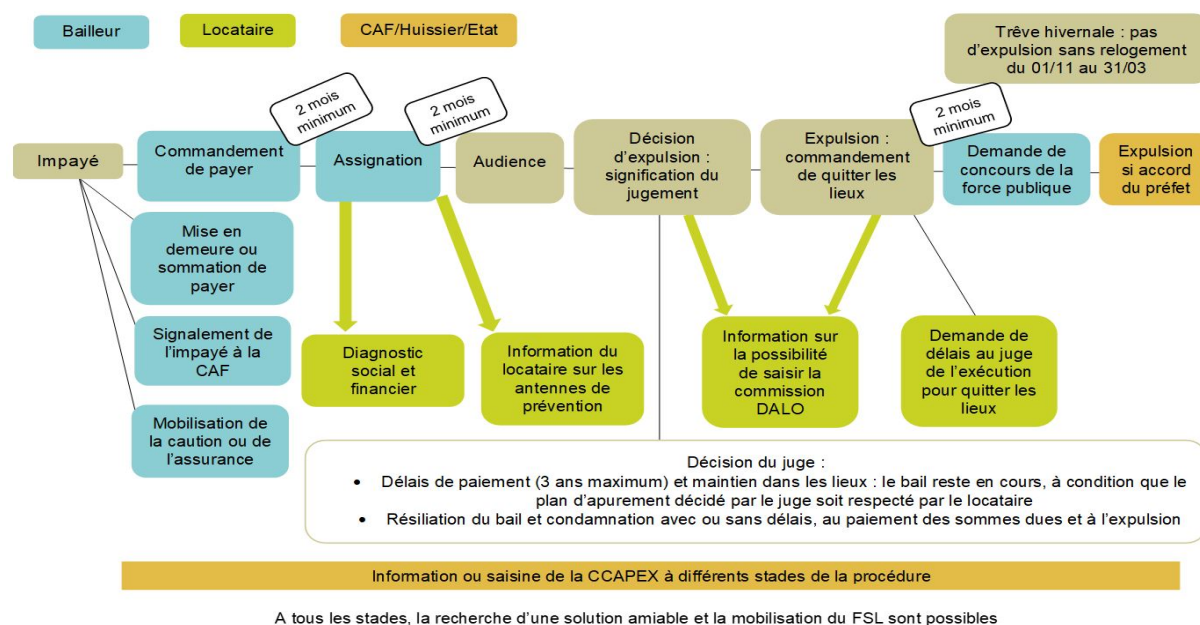 Bailleur
Locataire
CAF/Huissier/Etat
Trêve hivernale : pas
d'expulsion sans relogement
du 01/11 au 31/03
2 mois
minimum
2 mois
minimum
2 mois
minimum
Impayé
Commandement
de payer
Assignation
Audience
Décision
d'expulsion :
signification du
jugement
Expulsion :
commandement
de quitter les
lieux
Demande de
concours de la
force publique
Expulsion
si accord
du préfet
Mise en
demeure ou
sommation de
payer
Signalement de
l'impayé à la
CAF
Mobilisation de
la caution ou de
l'assurance
Diagnostic
social et
financier
Information du
locataire sur les
antennes de
prévention
Information sur
la possibilité
de saisir la
commission
DALO
Demande de
délais au juge
de l'exécution
pour quitter les
lieux
Décision du juge :
• Délais de paiement (3 ans maximum) et maintien dans les lieux : le bail reste en cours, à condition que le
plan d'apurement décidé par le juge soit respecté par le locataire
• Résiliation du bail et condamnation avec ou sans délais, au paiement des sommes dues et à l'expulsion
Information ou saisine de la CCAPEX à différents stades de la procédure
A tous les stades, la recherche d'une solution amiable et la mobilisation du FSL sont possibles